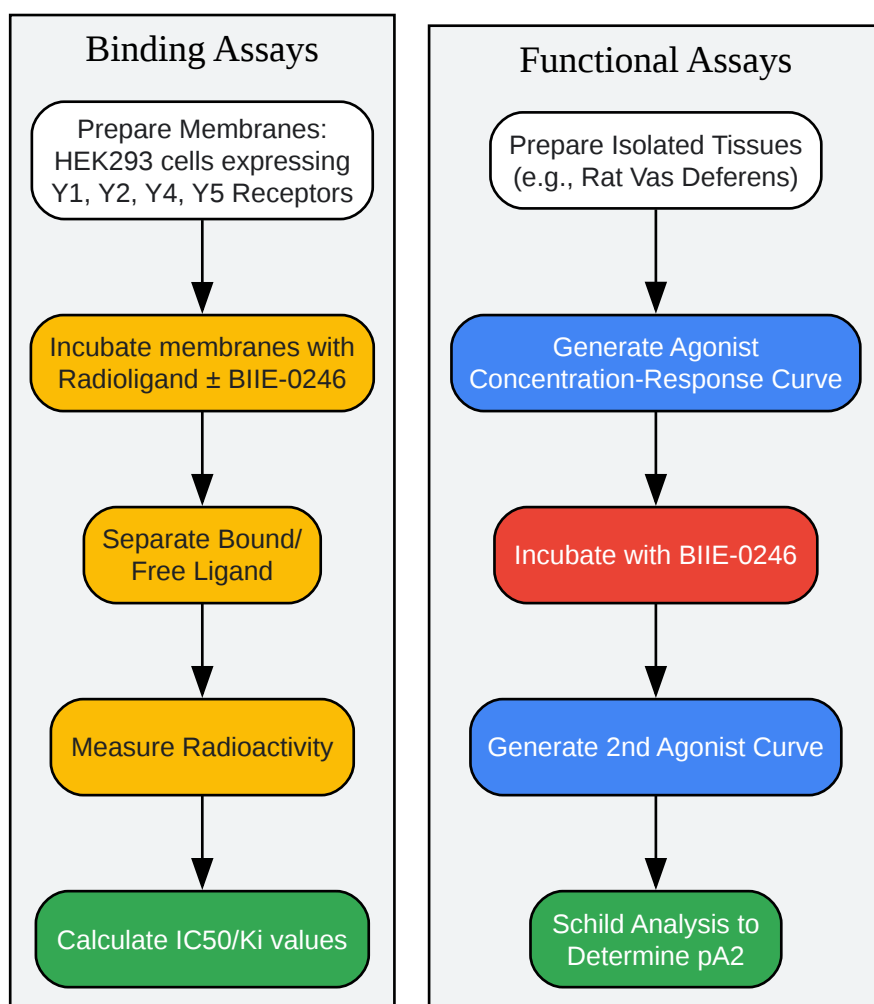 Binding Assays
Prepare Membranes:
HEK293 cells expressing
Y1, Y2, Y4, Y5 Receptors
Incubate membranes with
Radioligand ± BIIE-0246
Separate Bound/
Free Ligand
Measure Radioactivity
Calculate IC50/Ki values
Functional Assays
Prepare Isolated Tissues
(e.g., Rat Vas Deferens)
Generate Agonist
Concentration-Response Curve
Incubate with BIIE-0246
Generate 2nd Agonist Curve
Schild Analysis to
Determine pA2